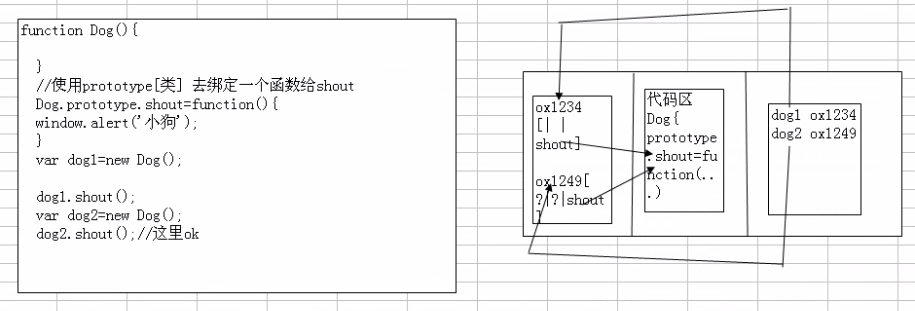 function Dog(){
}
//使用prototype[类] 去绑定一个函数给shout
Dog.prototype.shout=function(){
window.alert('小狗');
}
var dog1=new Dog();
dog1.shout();
var dog2=new Dog();
dog2.shout();//这里ok
ox1234
[| |
shout]
ox1249[
?|?|shout
]
代码区
Dog{
prototype
.shout=fu
nction(..
.)
dog1 ox1234
dog2 ox1249